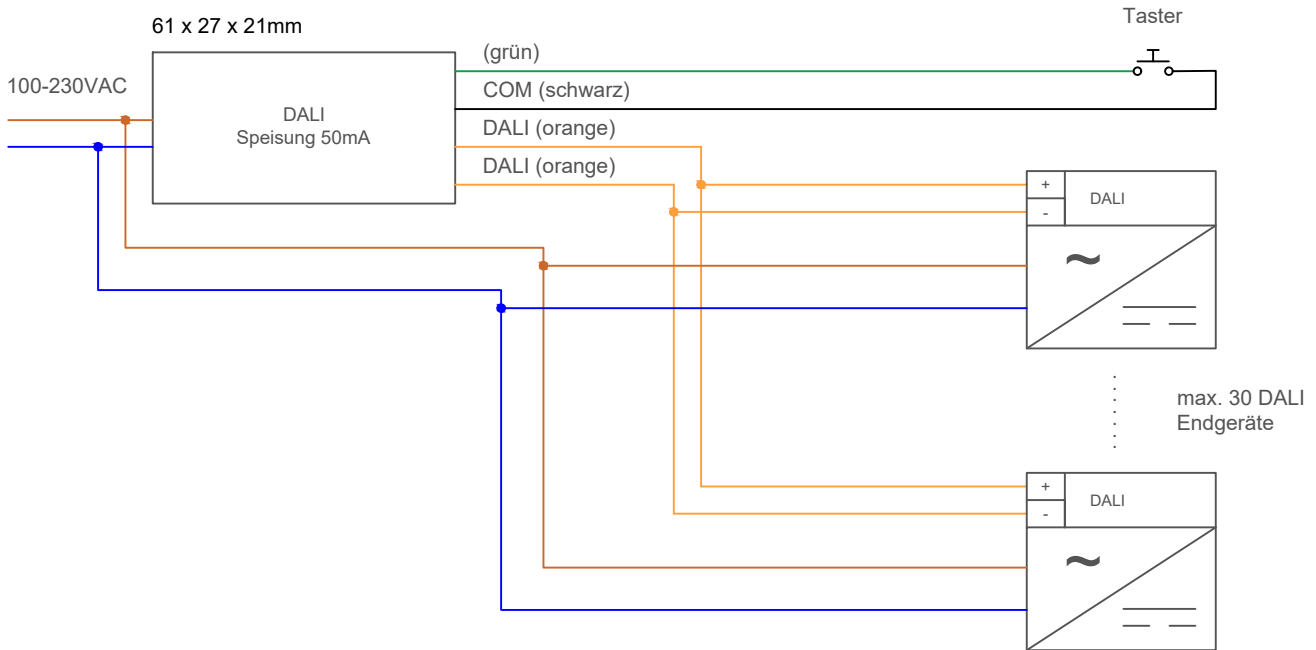 61 x 27 x 21mm
Taster
(grün)
100-230VAC
COM (schwarz)
DALI
Speisung 50mA
DALI (orange)
DALI (orange)
+
DALI
-
~
max. 30 DALI
Endgeräte
+
DALI
-
~